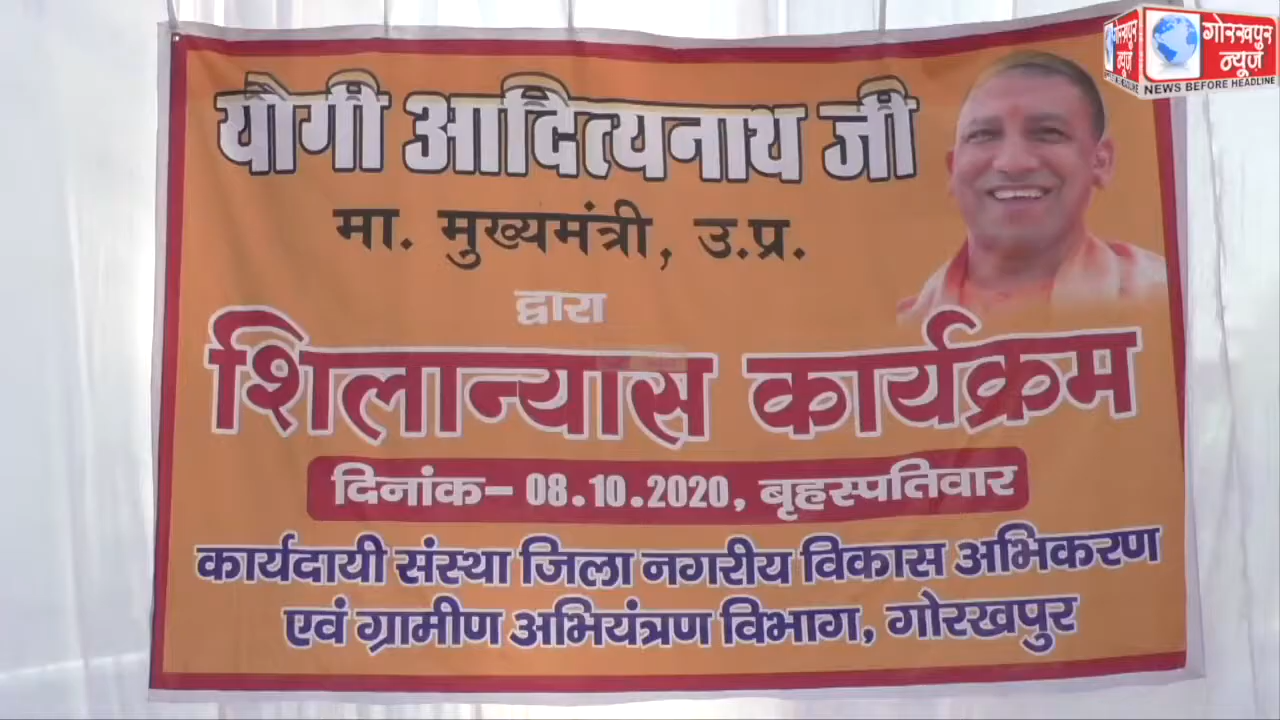 योगी आदित्यनाथ जी
मा. मुख्यमंत्री, उ.प्र.
द्वारा
शिलान्यास कार्यक्रम
दिनांक- 08.10.2020, बृहस्पतिवार
कार्यदायी संस्था जिला नगरीय विकास अभिकरण
एवं ग्रामीण अभियंत्रण विभाग, गोरखपुर
गोरखपुर
न्यूज़
गोरखपुर
न्यूज़
NEWS BEFORE HEADLINE